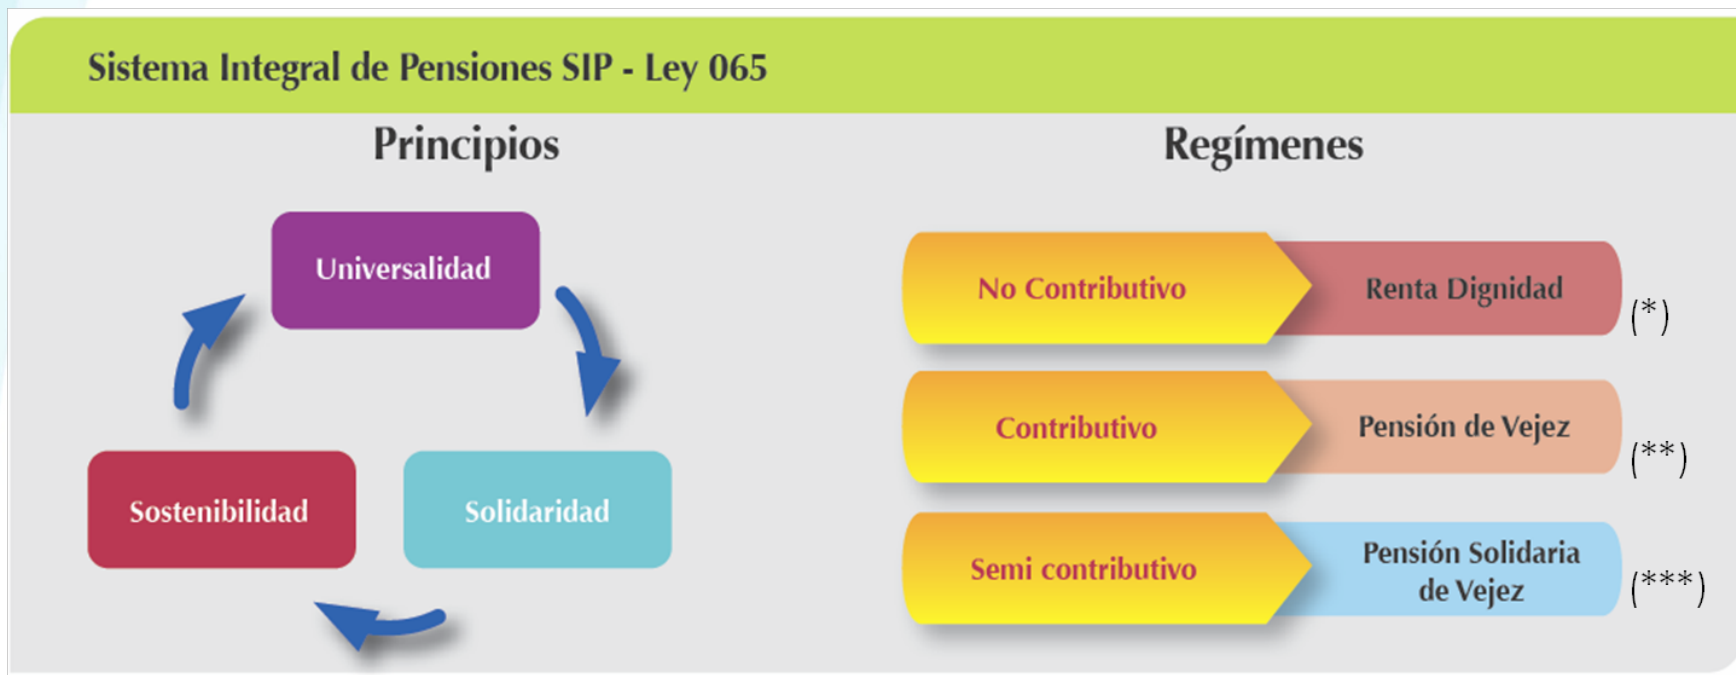 Sistema Integral de Pensiones SIP - Ley 065
Principios
Universalidad
Sostenibilidad
Solidaridad
Regímenes
No Contributivo
Renta Dignidad
(*)
Contributivo
Pensión de Vejez
(**)
Semi contributivo
Pensión Solidaria
de Vejez
(***)